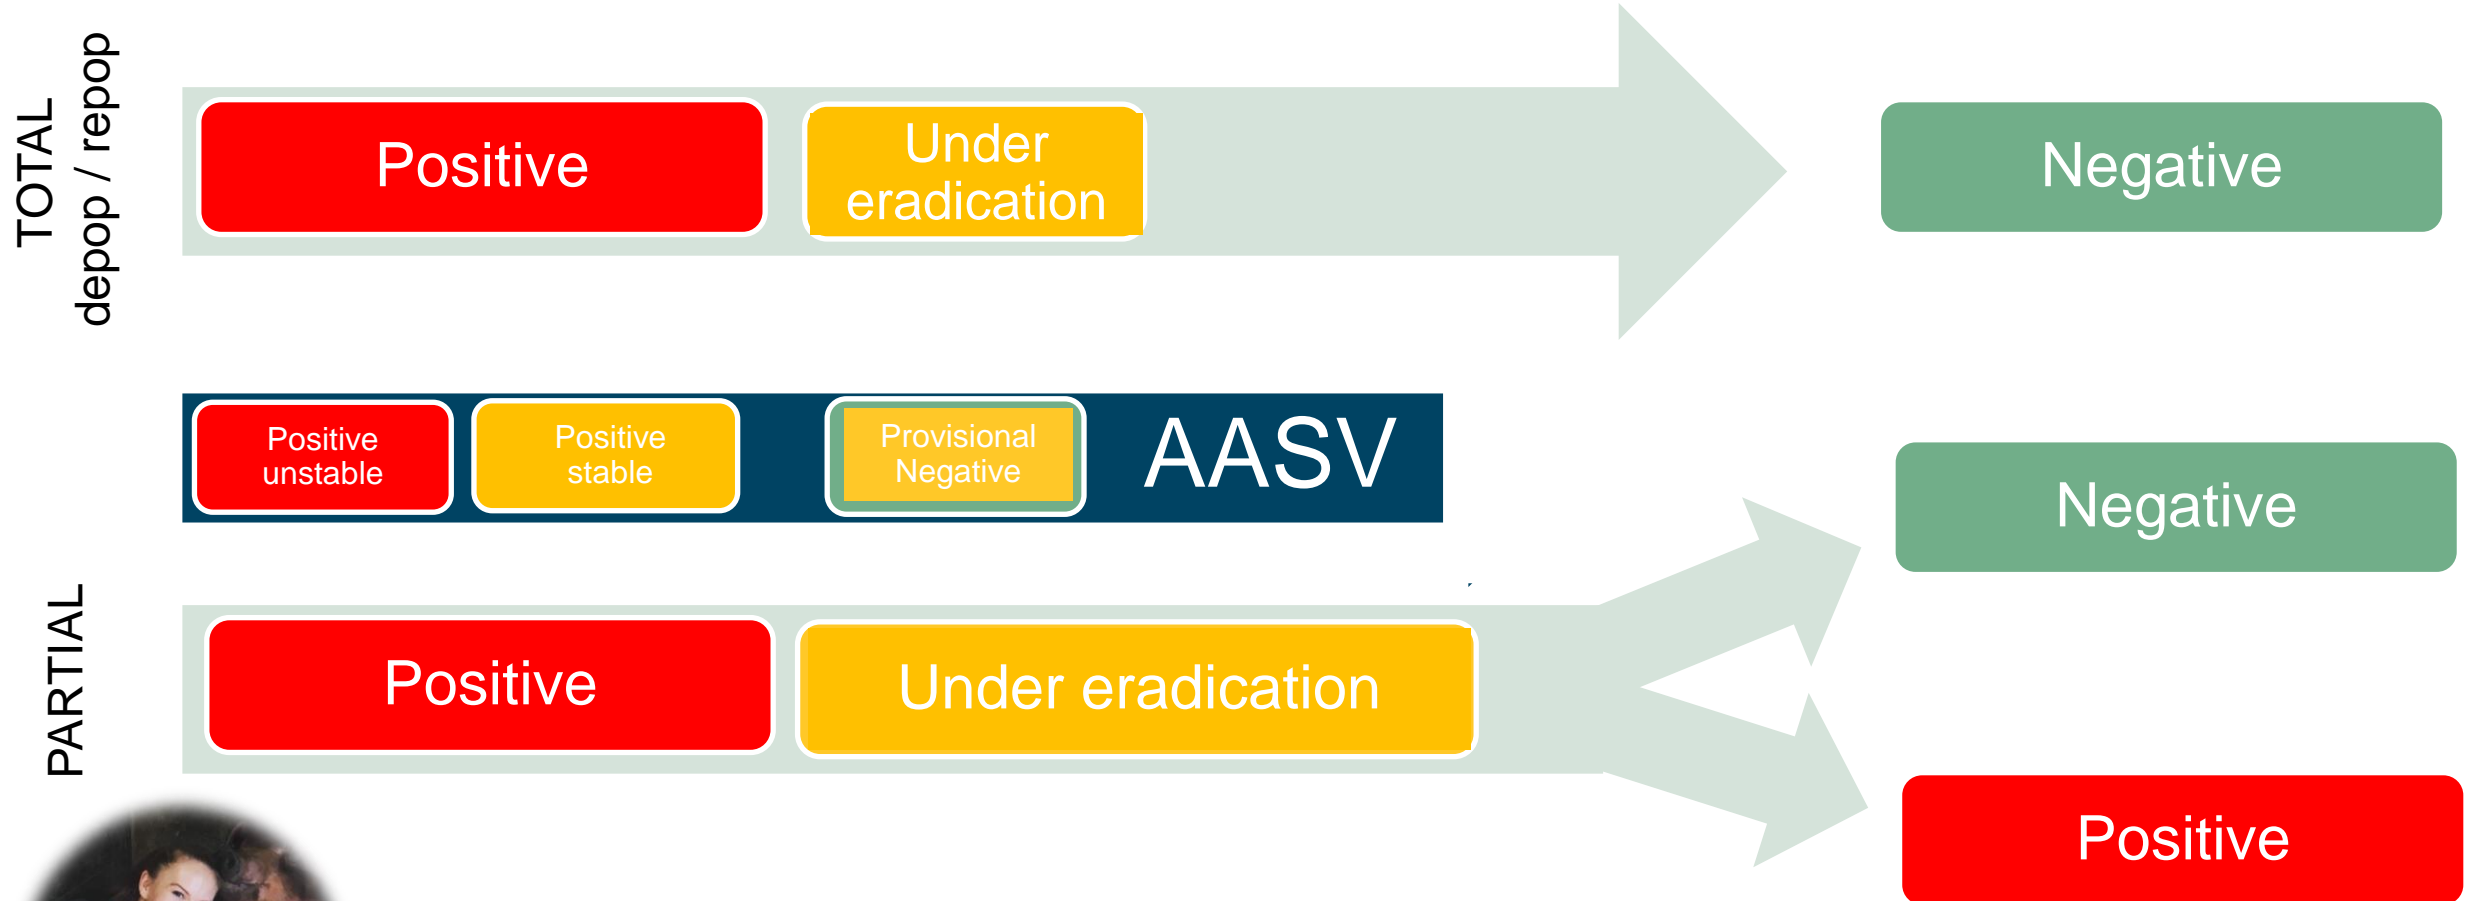 TOTAL
depop / repop
Positive
Under
eradication
Negative
Positive
unstable
Positive
stable
Provisional
Negative
AASV
Negative
PARTIAL
Positive
Under eradication
Positive